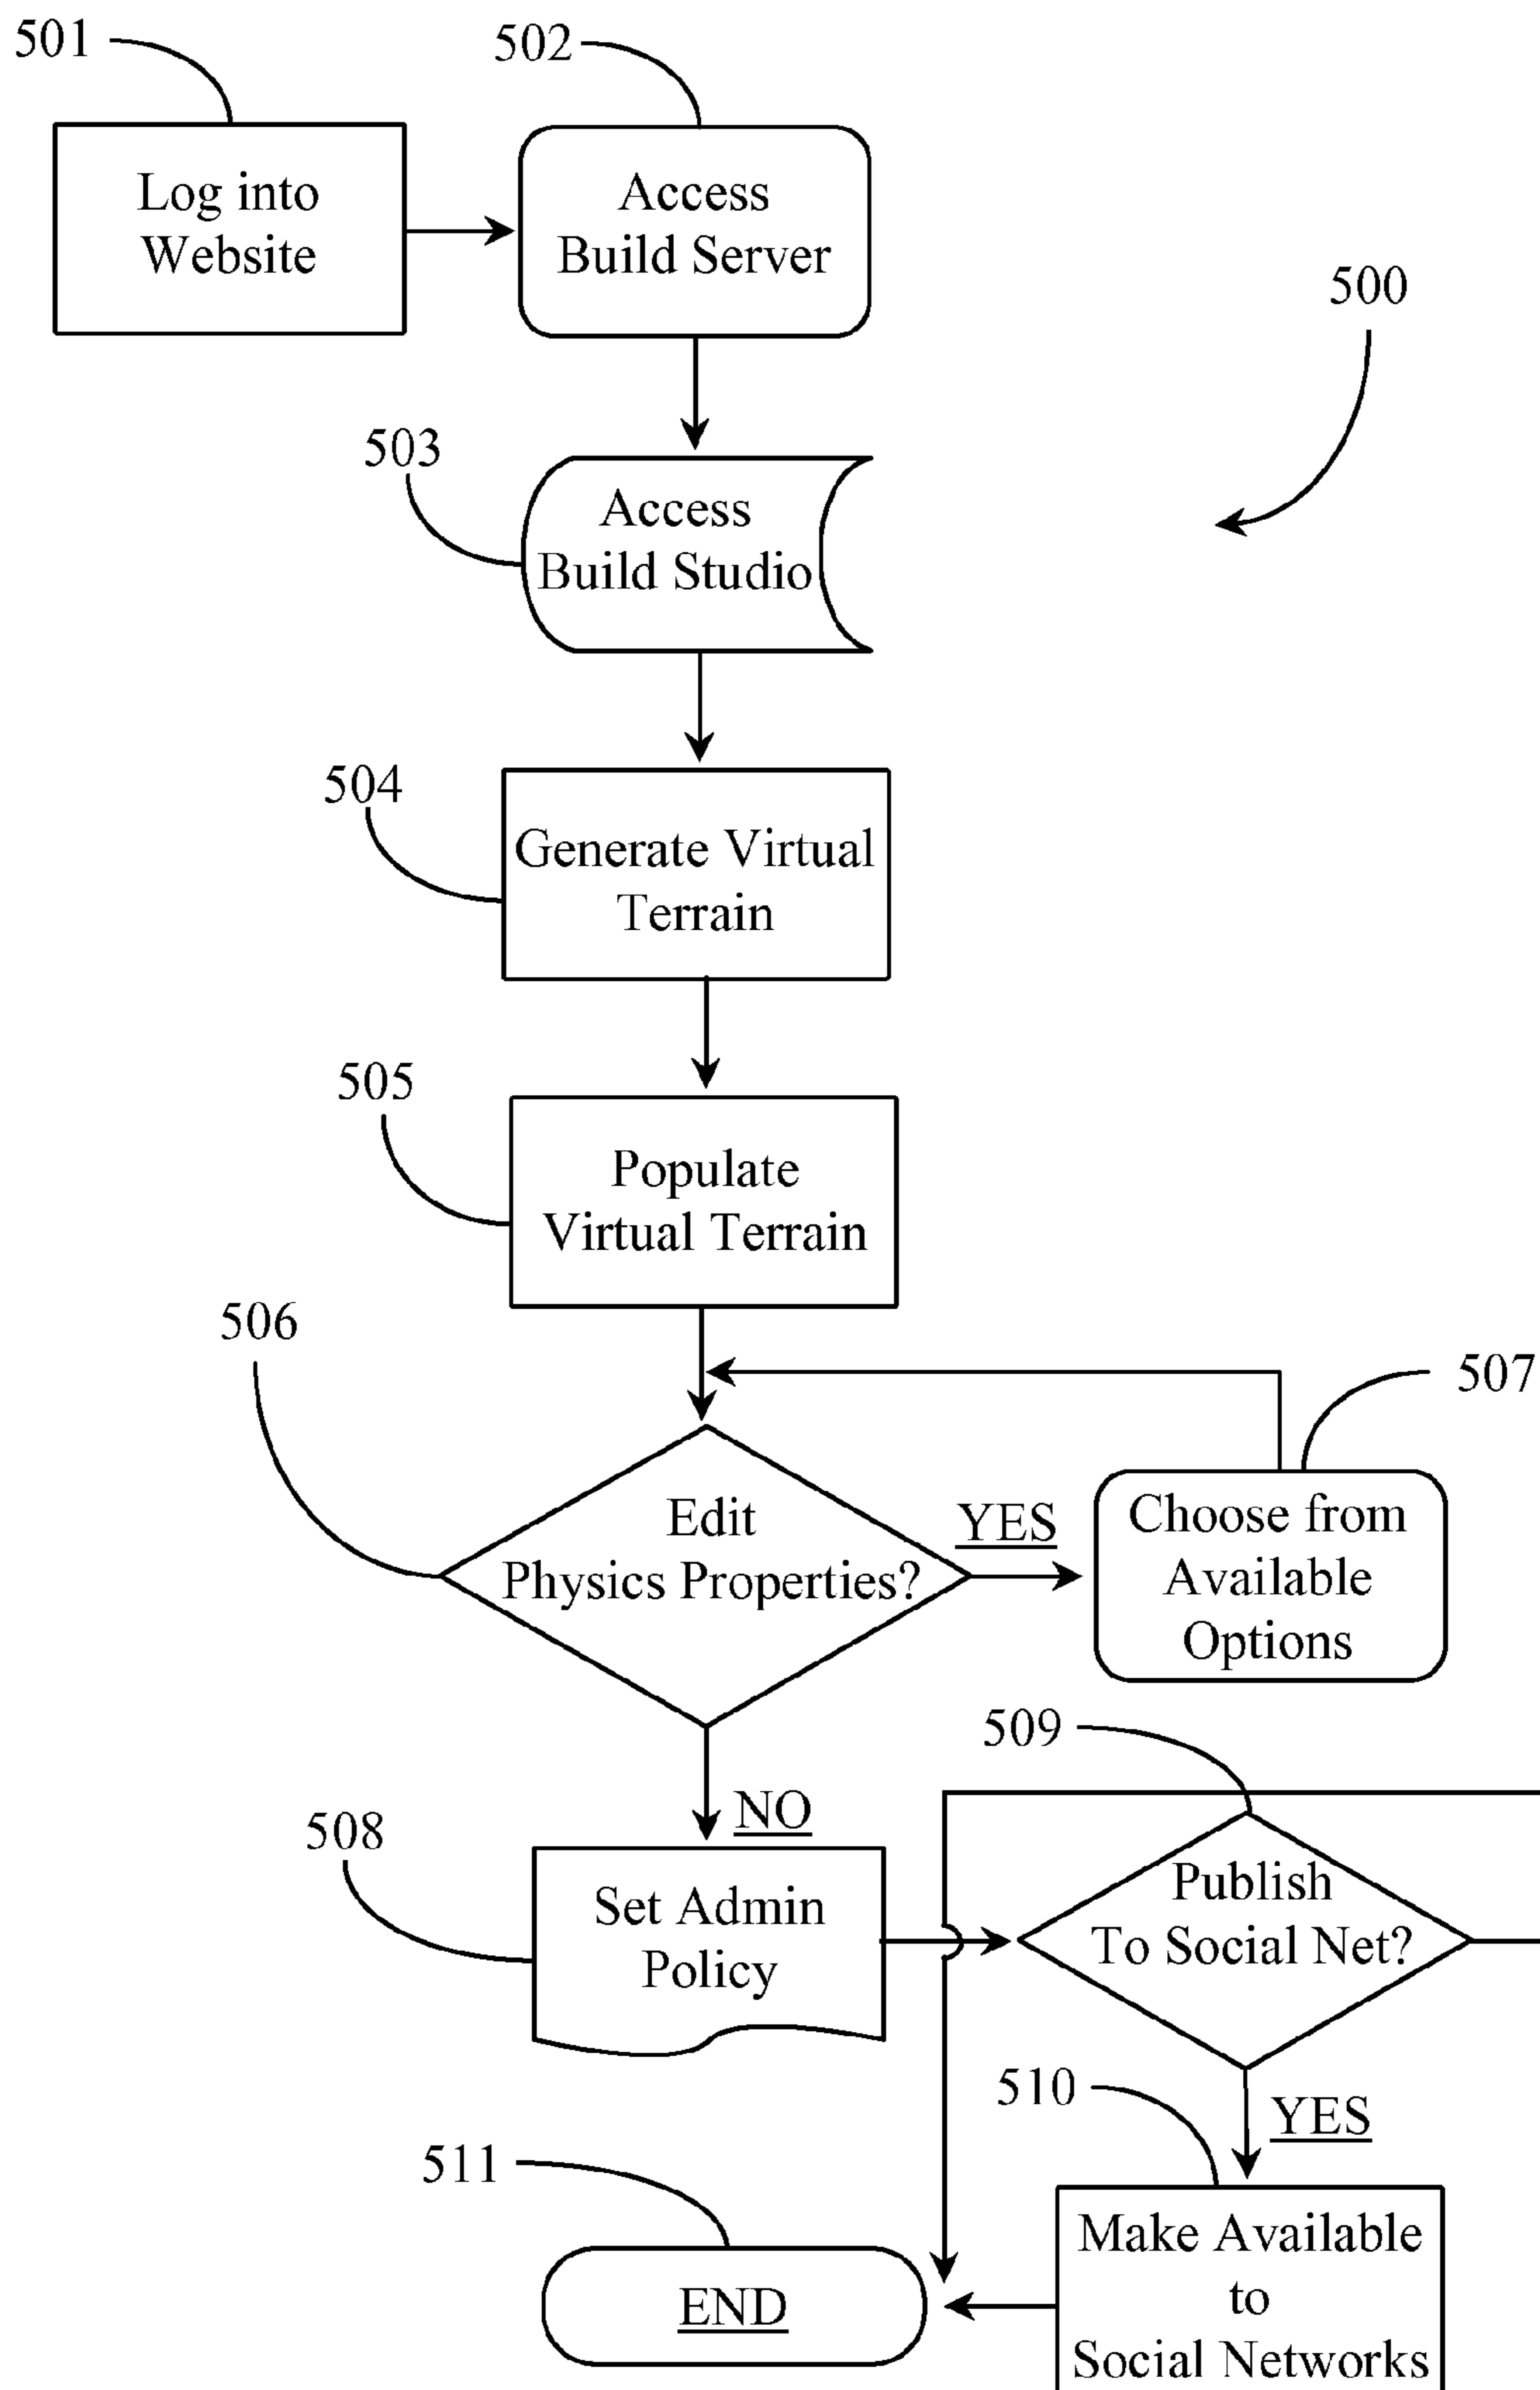 501
502
Log into
Website
Access
Build Server
500
503
Access
Build Studio
504
Generate Virtual
Terrain
505
Populate
Virtual Terrain
506
507
Edit
Physics Properties?
YES
Choose from
Available
Options
509
NO
508
Set Admin
Policy
Publish
To Social Net?
510
YES
511
END
Make Available
to
Social Networks